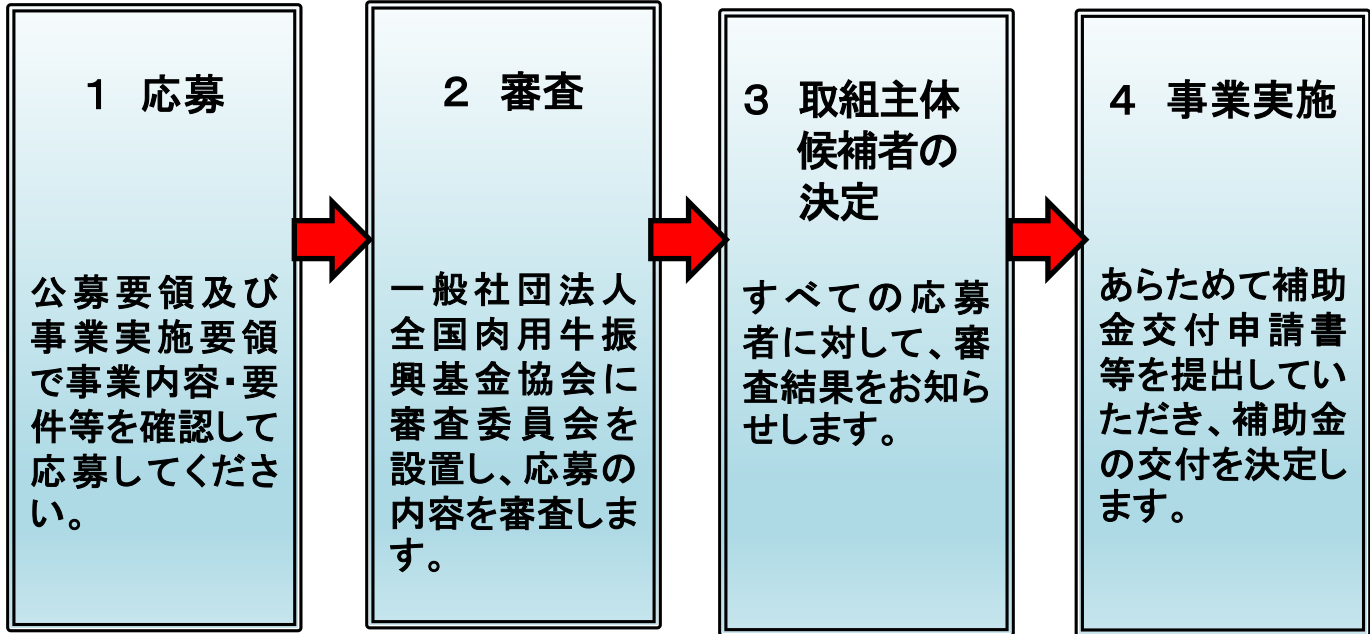 １ 応募
公募要領及び
事業実施要領
で事業内容・要
件等を確認して
応募してくださ
い。
２ 審査
一般社団法人
全国肉用牛振
興基金協会に
審査委員会を
設置し、応募の
内容を審査しま
す。
３ 取組主体
候補者の
決定
すべての応募
者に対して、審
査結果をお知ら
せします。
４ 事業実施
あらためて補助
金交付申請書
等を提出してい
ただき、補助金
の交付を決定し
ます。